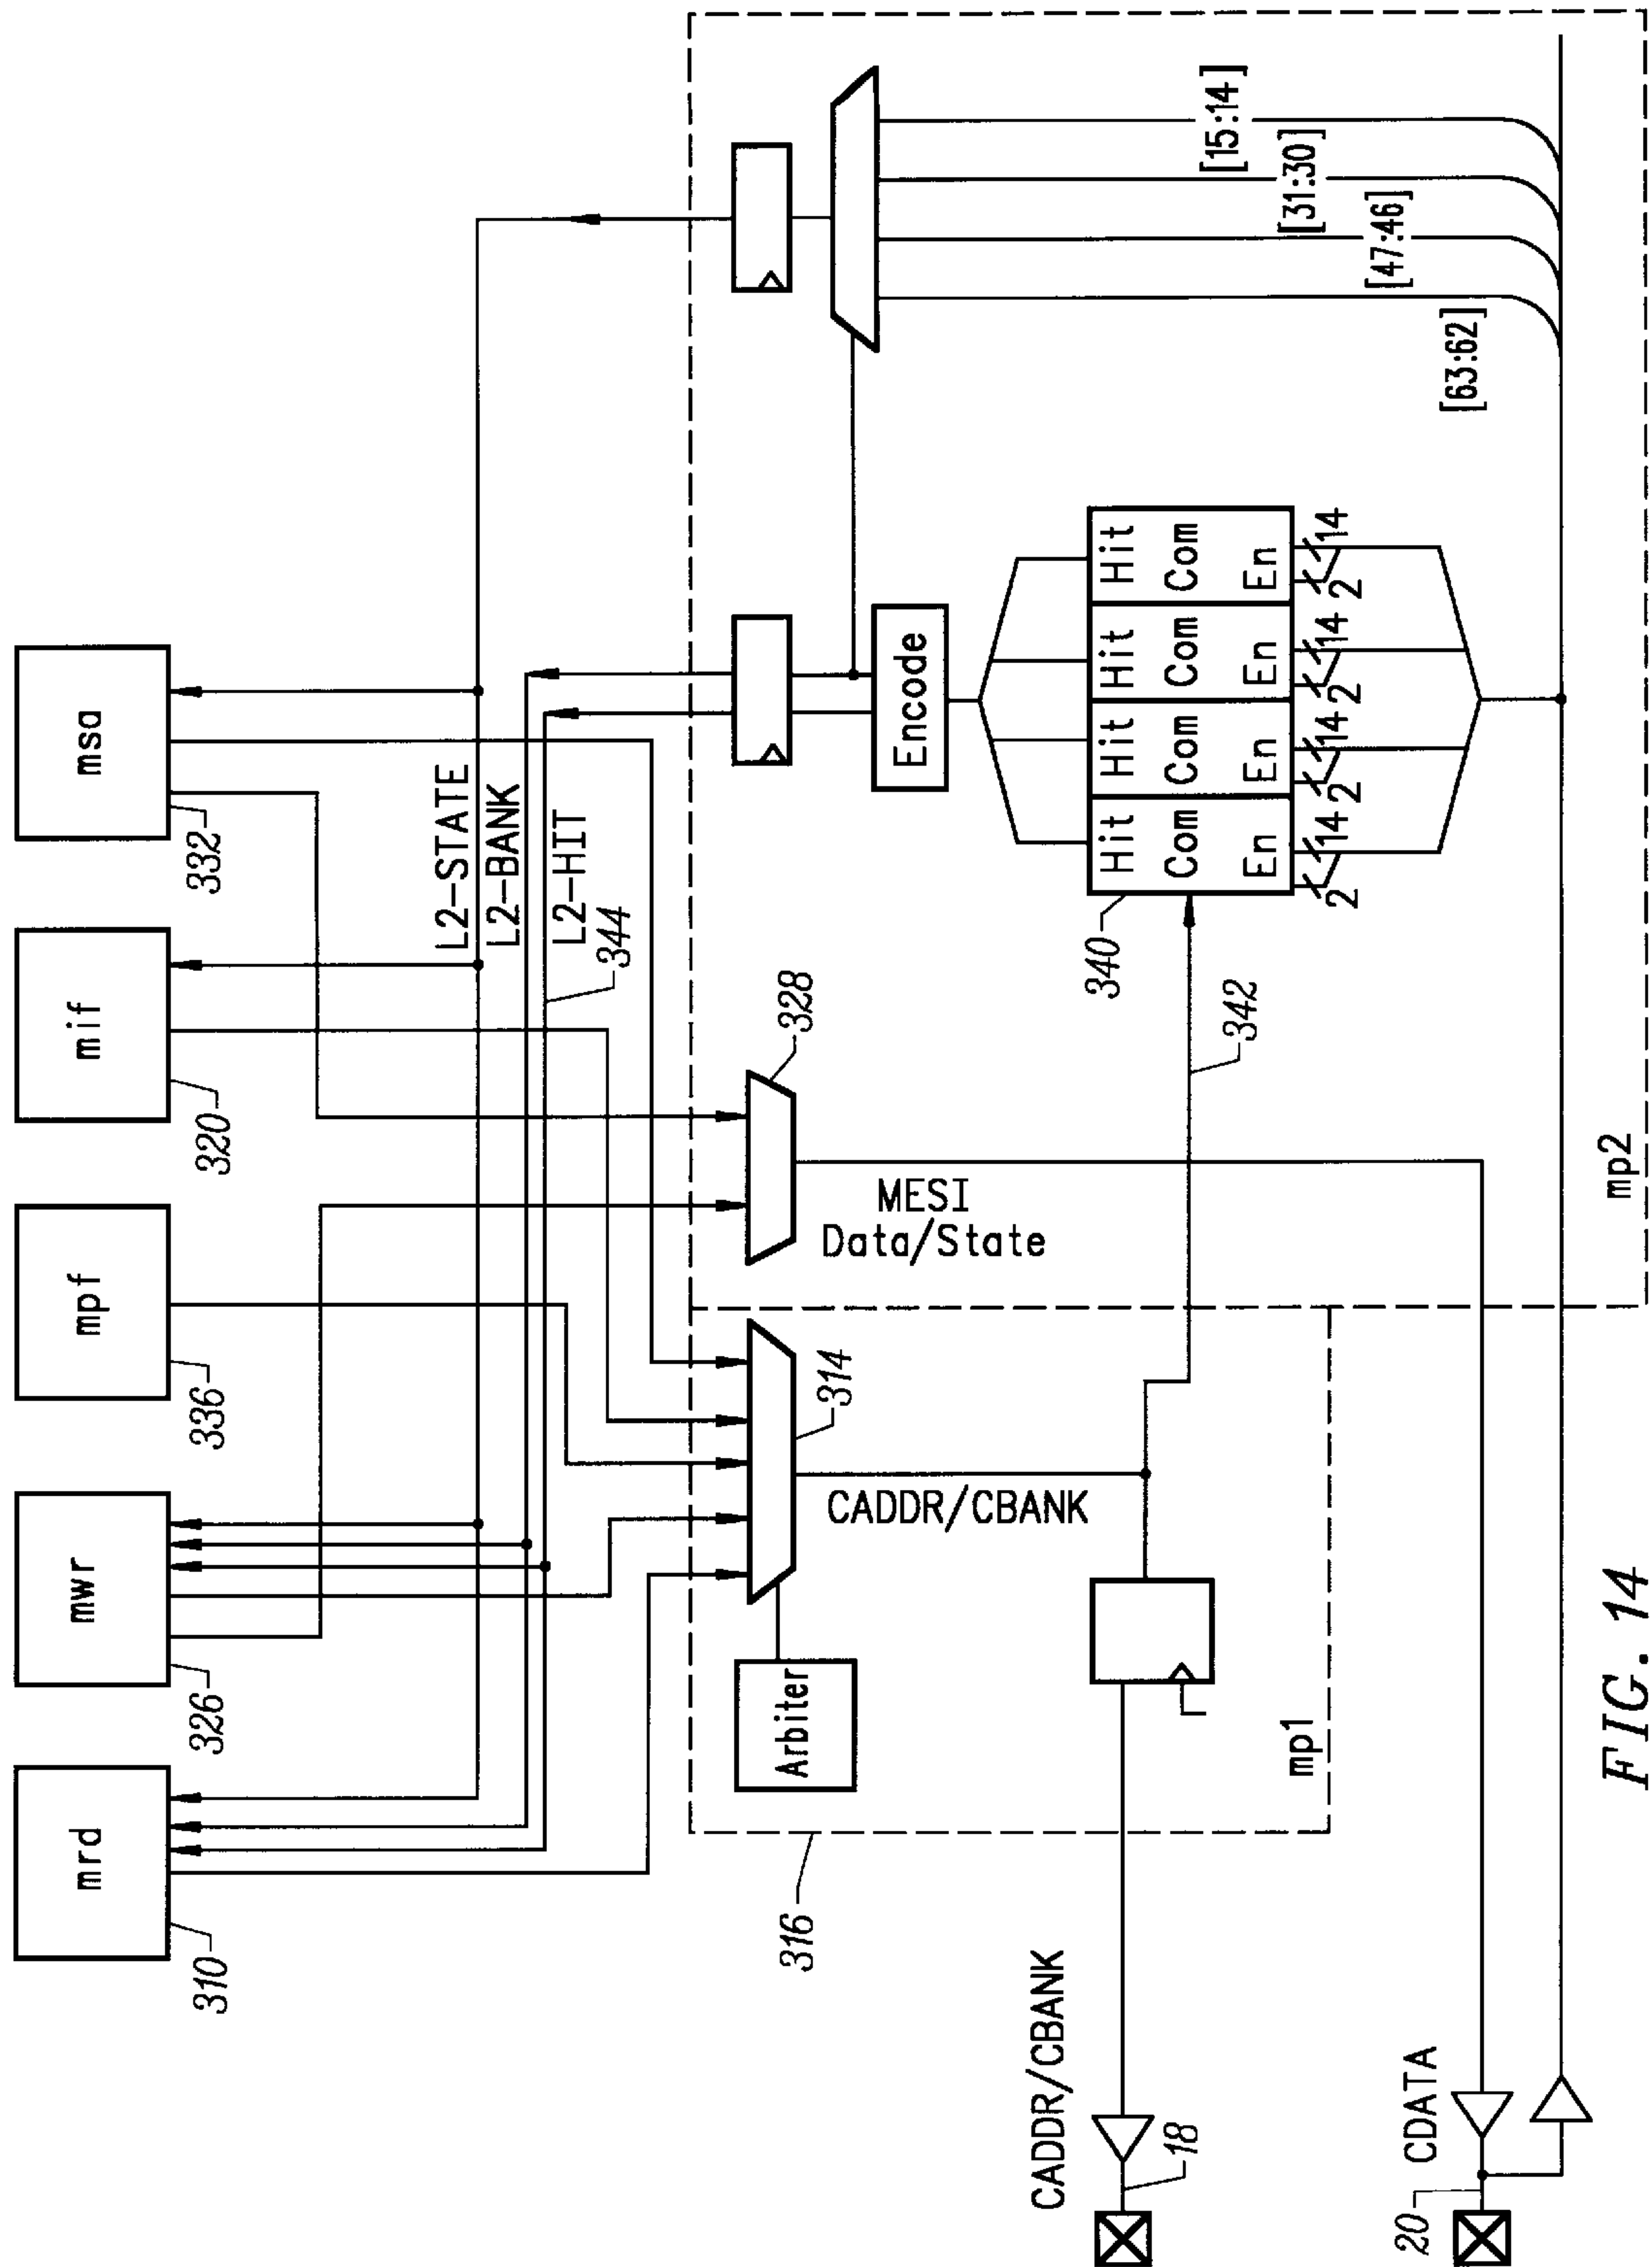 mrd
mwr
mpf
mif
msa
310
326
336
320
332
L2-STATE
L2-BANK
L2-HIT
344
Arbiter
314
328
316
CADDR/CBANK
MESI
Data/State
mp1
Encode
Hit
Hit
Hit
Hit
Com
Com
Com
Com
En
En
En
En
2
14
2
14
2
14
2
14
340
342
[15:14]
[31:30]
[47:46]
[63:62]
mp2
CADDR/CBANK
18
CDATA
20
FIG. 14